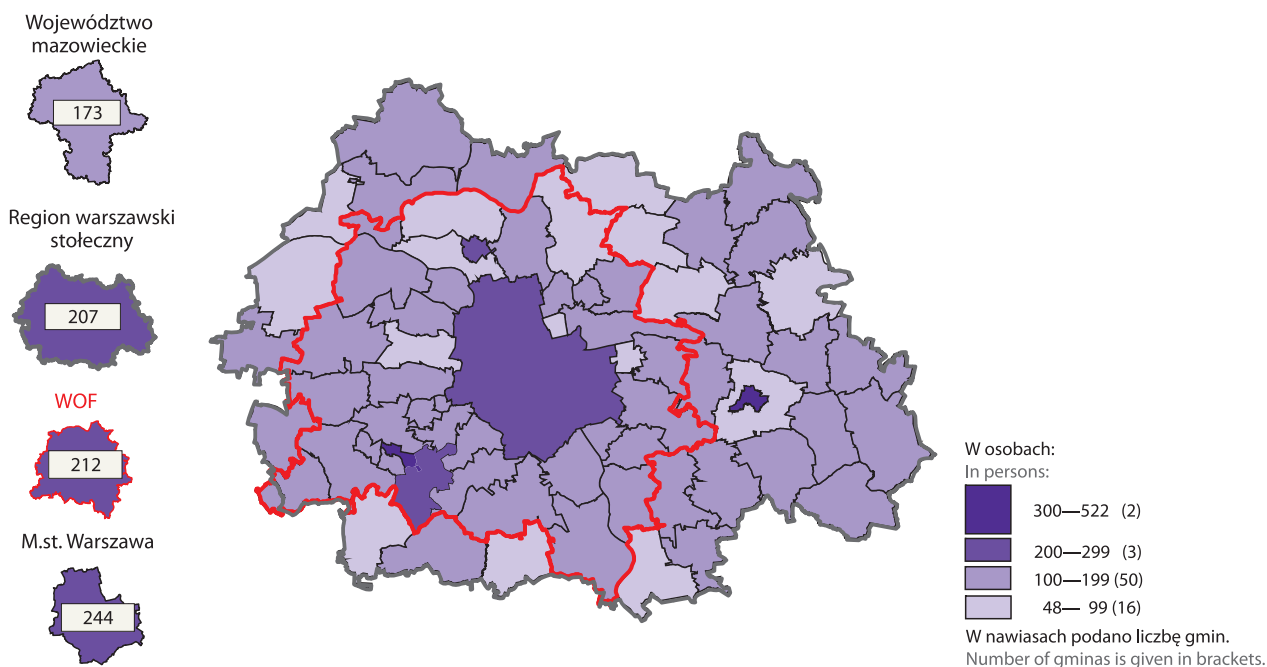 Województwo
mazowieckie
173
Region warszawski
stołeczny
207
WOF
212
M.st. Warszawa
244
W osobach:
In persons:
300—522 (2)
200—299 (3)
100—199 (50)
48— 99 (16)
W nawiasach podano liczbę gmin.
Number of gminas is given in brackets.